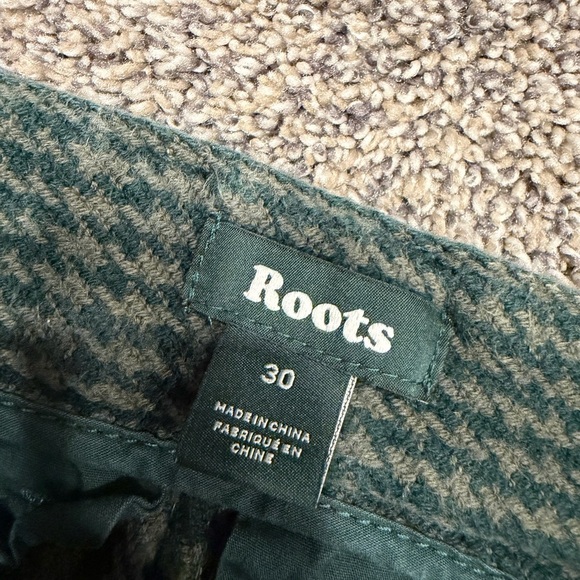 Roots
30
MADE IN CHINA
FABRIQUÉ EN
CHINE